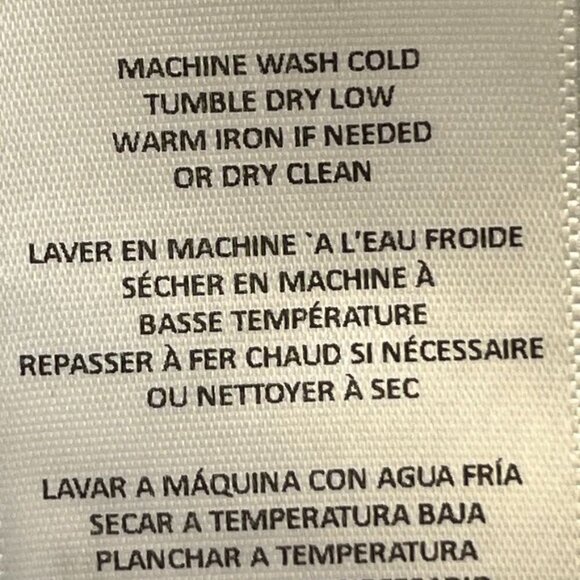 MACHINE WASH COLD
TUMBLE DRY LOW
WARM IRON IF NEEDED
OR DRY CLEAN
LAVER EN MACHINE `A L'EAU FROIDE
SÉCHER EN MACHINE À
BASSE TEMPÉRATURE
REPASSER À FER CHAUD SI NÉCESSAIRE
OU NETTOYER À SEC
LAVAR A MÁQUINA CON AGUA FRÍA
SECAR A TEMPERATURA BAJA
PLANCHAR A TEMPERATURA